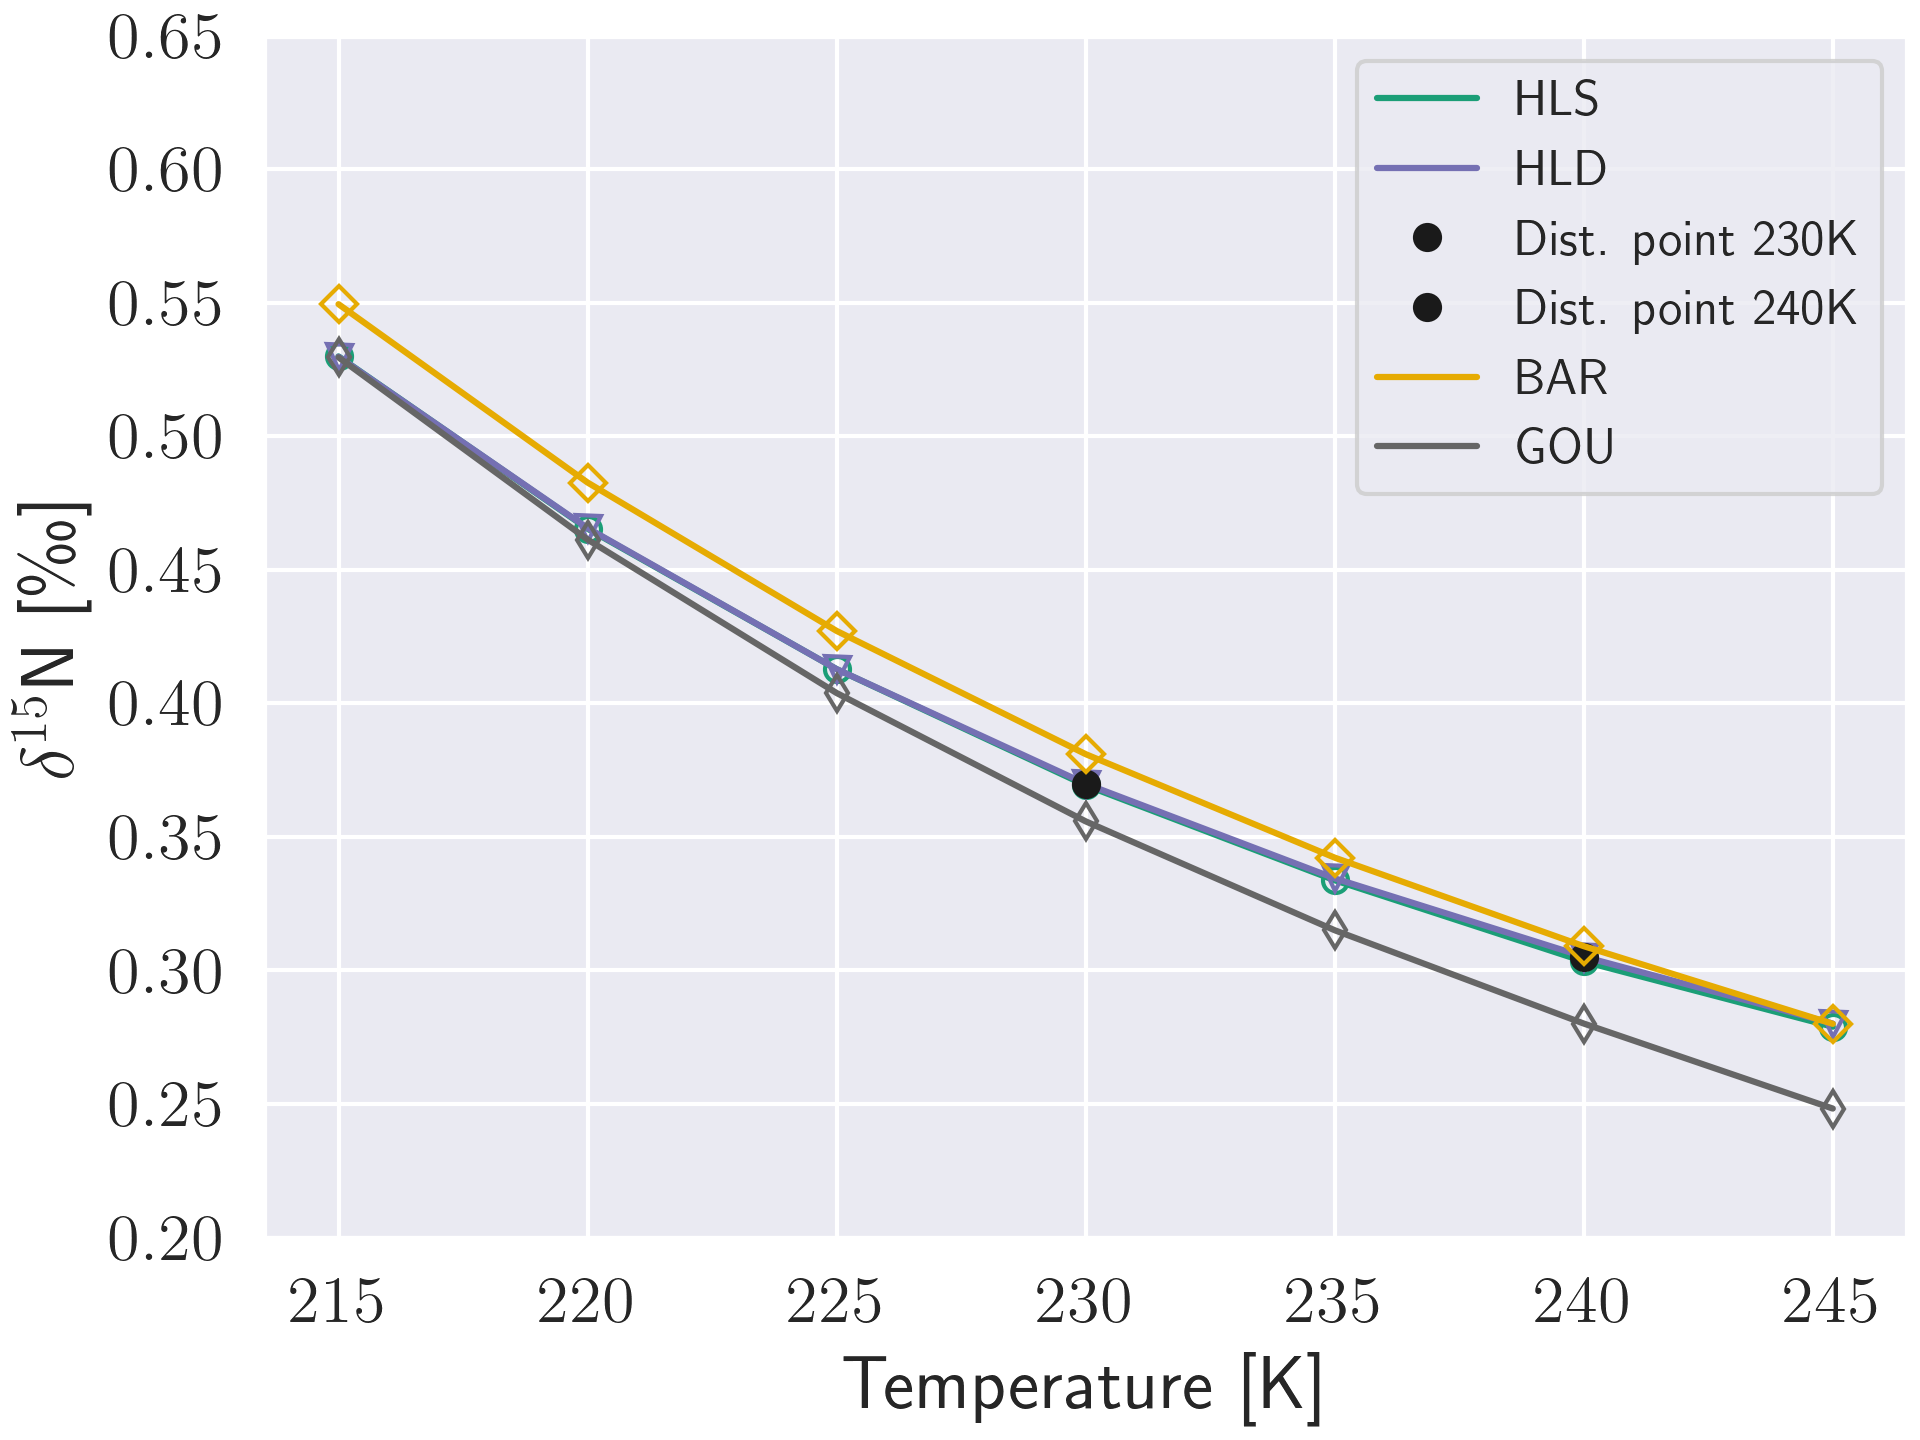 0.65
0.60
0.55
0.50
0.45
0.40
0.35
0.30
0.25
0.20
δ¹⁵N [‰]
HLS
HLD
Dist. point 230K
Dist. point 240K
BAR
GOU
215 220 225 230 235 240 245
Temperature [K]